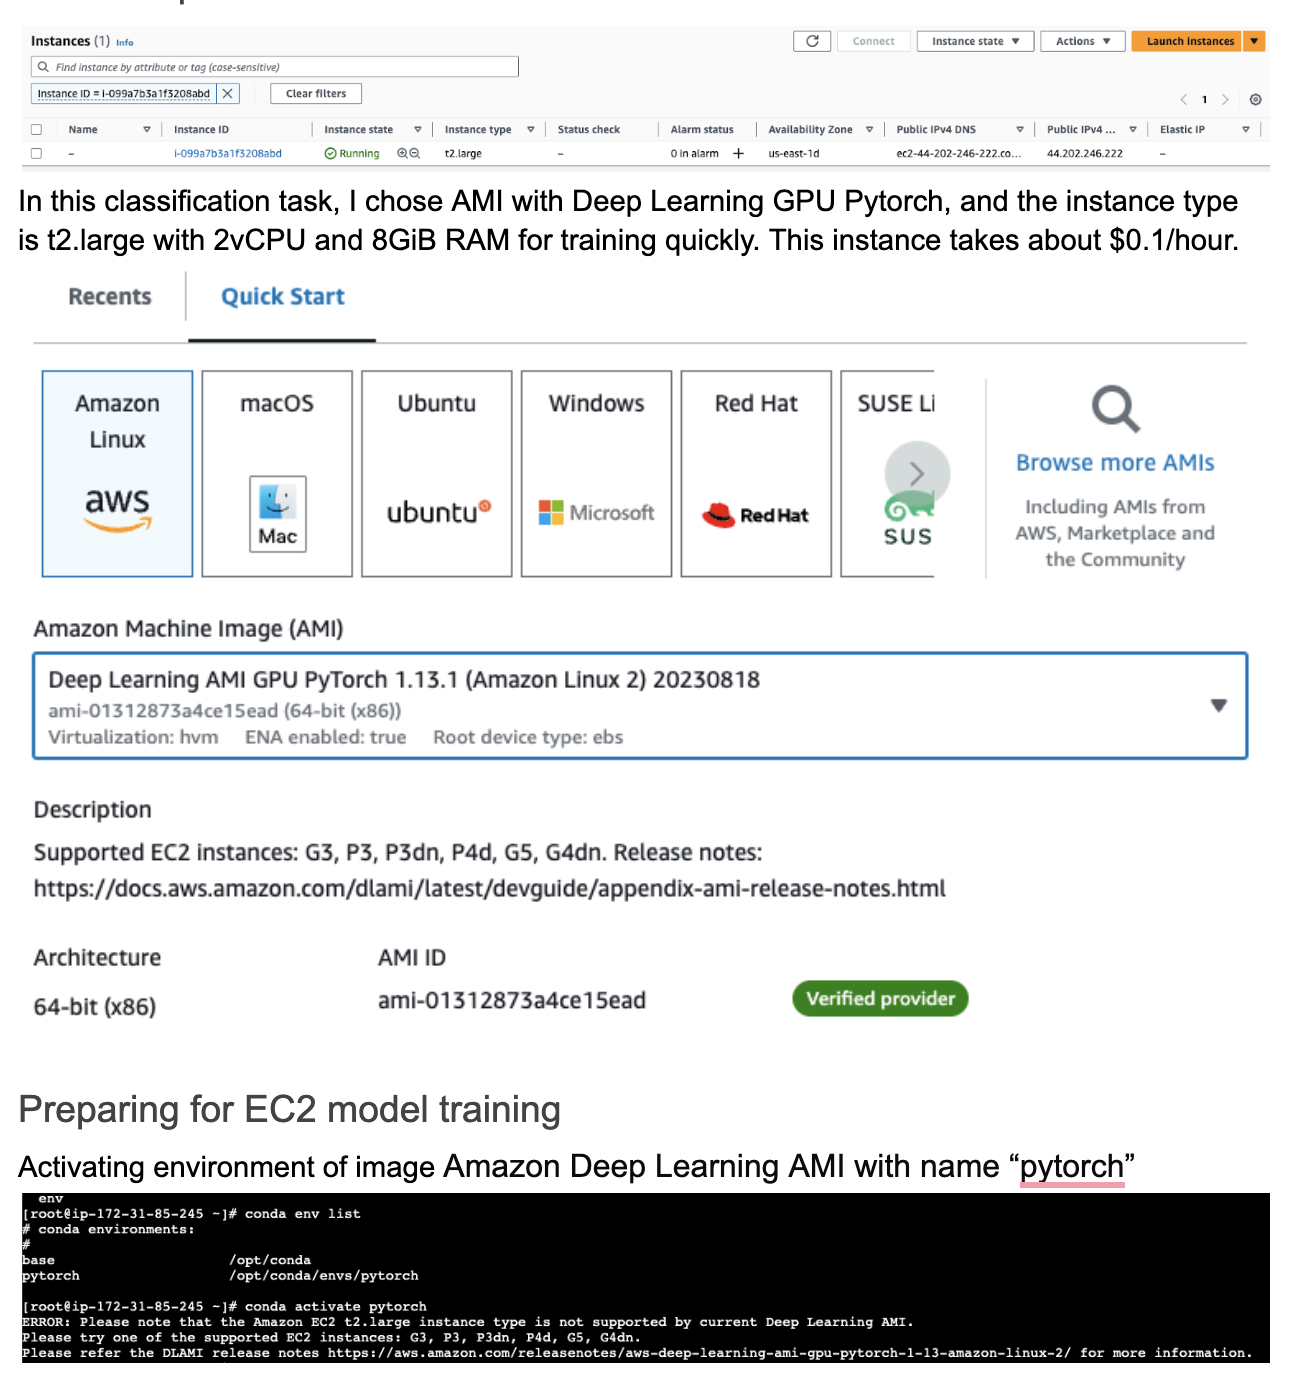 Instances (1) Info
Connect
Instance state
Actions
Launch instances
Find instance by attribute or tag (case-sensitive)
Instance ID = i-099a7b3a1f3208abd
Clear filters
1
Name Instance ID Instance state Instance type Status check Alarm status Availability Zone Public IPv4 DNS Public IPv4 ... Elastic IP
– i-099a7b3a1f3208abd Running t2.large – 0 in alarm + us-east-1d ec2-44-202-246-222.co... 44.202.246.222 –
In this classification task, I chose AMI with Deep Learning GPU Pytorch, and the instance type
is t2.large with 2vCPU and 8GiB RAM for training quickly. This instance takes about $0.1/hour.
Recents Quick Start
Amazon
Linux
aws
macOS
Mac
Ubuntu
ubuntu
Windows
Microsoft
Red Hat
Red Hat
SUSE Li
SUS
Browse more AMIs
Including AMIs from
AWS, Marketplace and
the Community
Amazon Machine Image (AMI)
Deep Learning AMI GPU PyTorch 1.13.1 (Amazon Linux 2) 20230818
ami-01312873a4ce15ead (64-bit (x86))
Virtualization: hvm ENA enabled: true Root device type: ebs
Description
Supported EC2 instances: G3, P3, P3dn, P4d, G5, G4dn. Release notes:
https://docs.aws.amazon.com/dlami/latest/devguide/appendix-ami-release-notes.html
Architecture AMI ID
64-bit (x86) ami-01312873a4ce15ead Verified provider
Preparing for EC2 model training
Activating environment of image Amazon Deep Learning AMI with name “pytorch”
env
[root@ip-172-31-85-245 ~]# conda env list
# conda environments:
#
base /opt/conda
pytorch /opt/conda/envs/pytorch
[root@ip-172-31-85-245 ~]# conda activate pytorch
ERROR: Please note that the Amazon EC2 t2.large instance type is not supported by current Deep Learning AMI.
Please try one of the supported EC2 instances: G3, P3, P3dn, P4d, G5, G4dn.
Please refer the DLAMI release notes https://aws.amazon.com/releasenotes/aws-deep-learning-ami-gpu-pytorch-1-13-amazon-linux-2/ for more information.